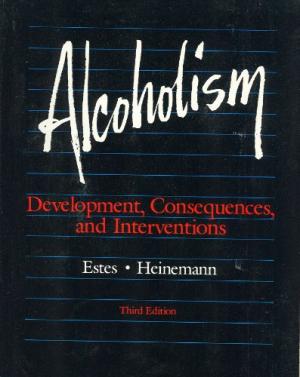 Alcoholism
Development, Consequences,
and Interventions
Estes • Heinemann
Third Edition